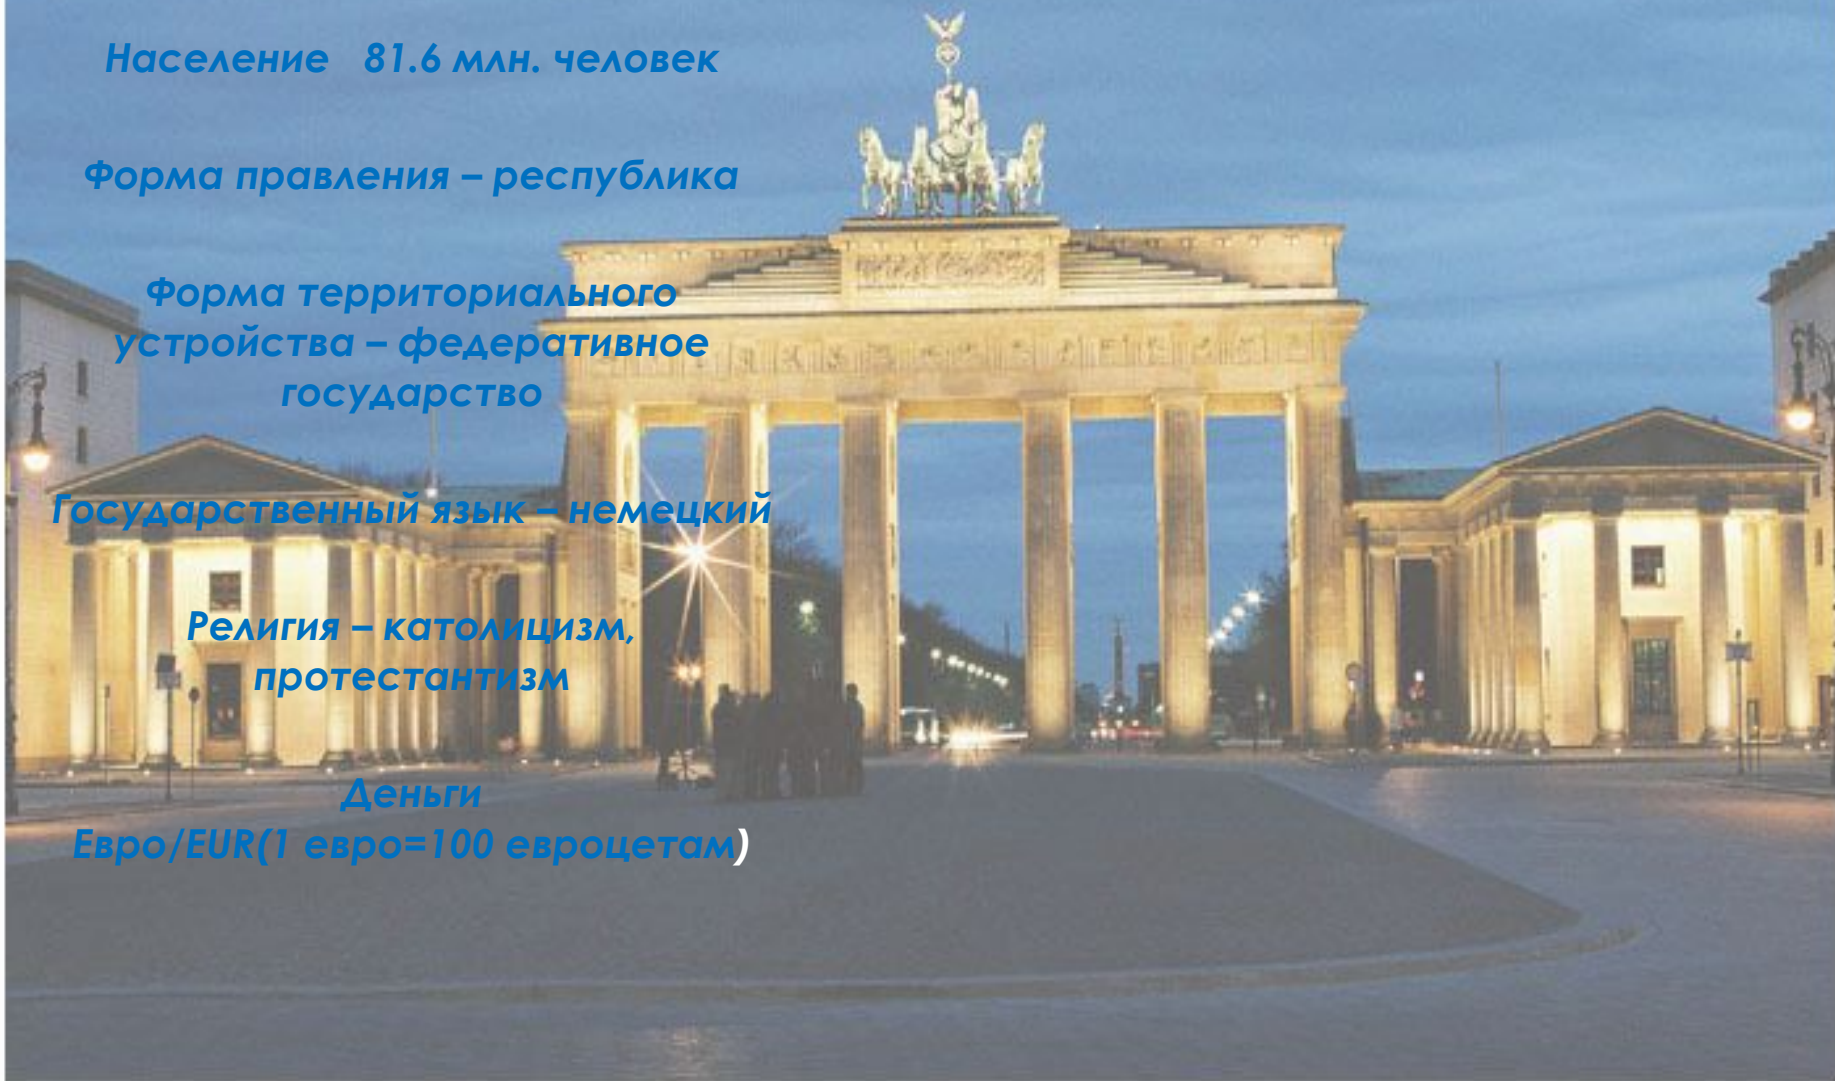 Население 81.6 млн. человек
Форма правления – республика
Форма территориального
устройства – федеративное
государство
Государственный язык – немецкий
Религия – католицизм,
протестантизм
Деньги
Евро/EUR(1 евро=100 евроцетам)